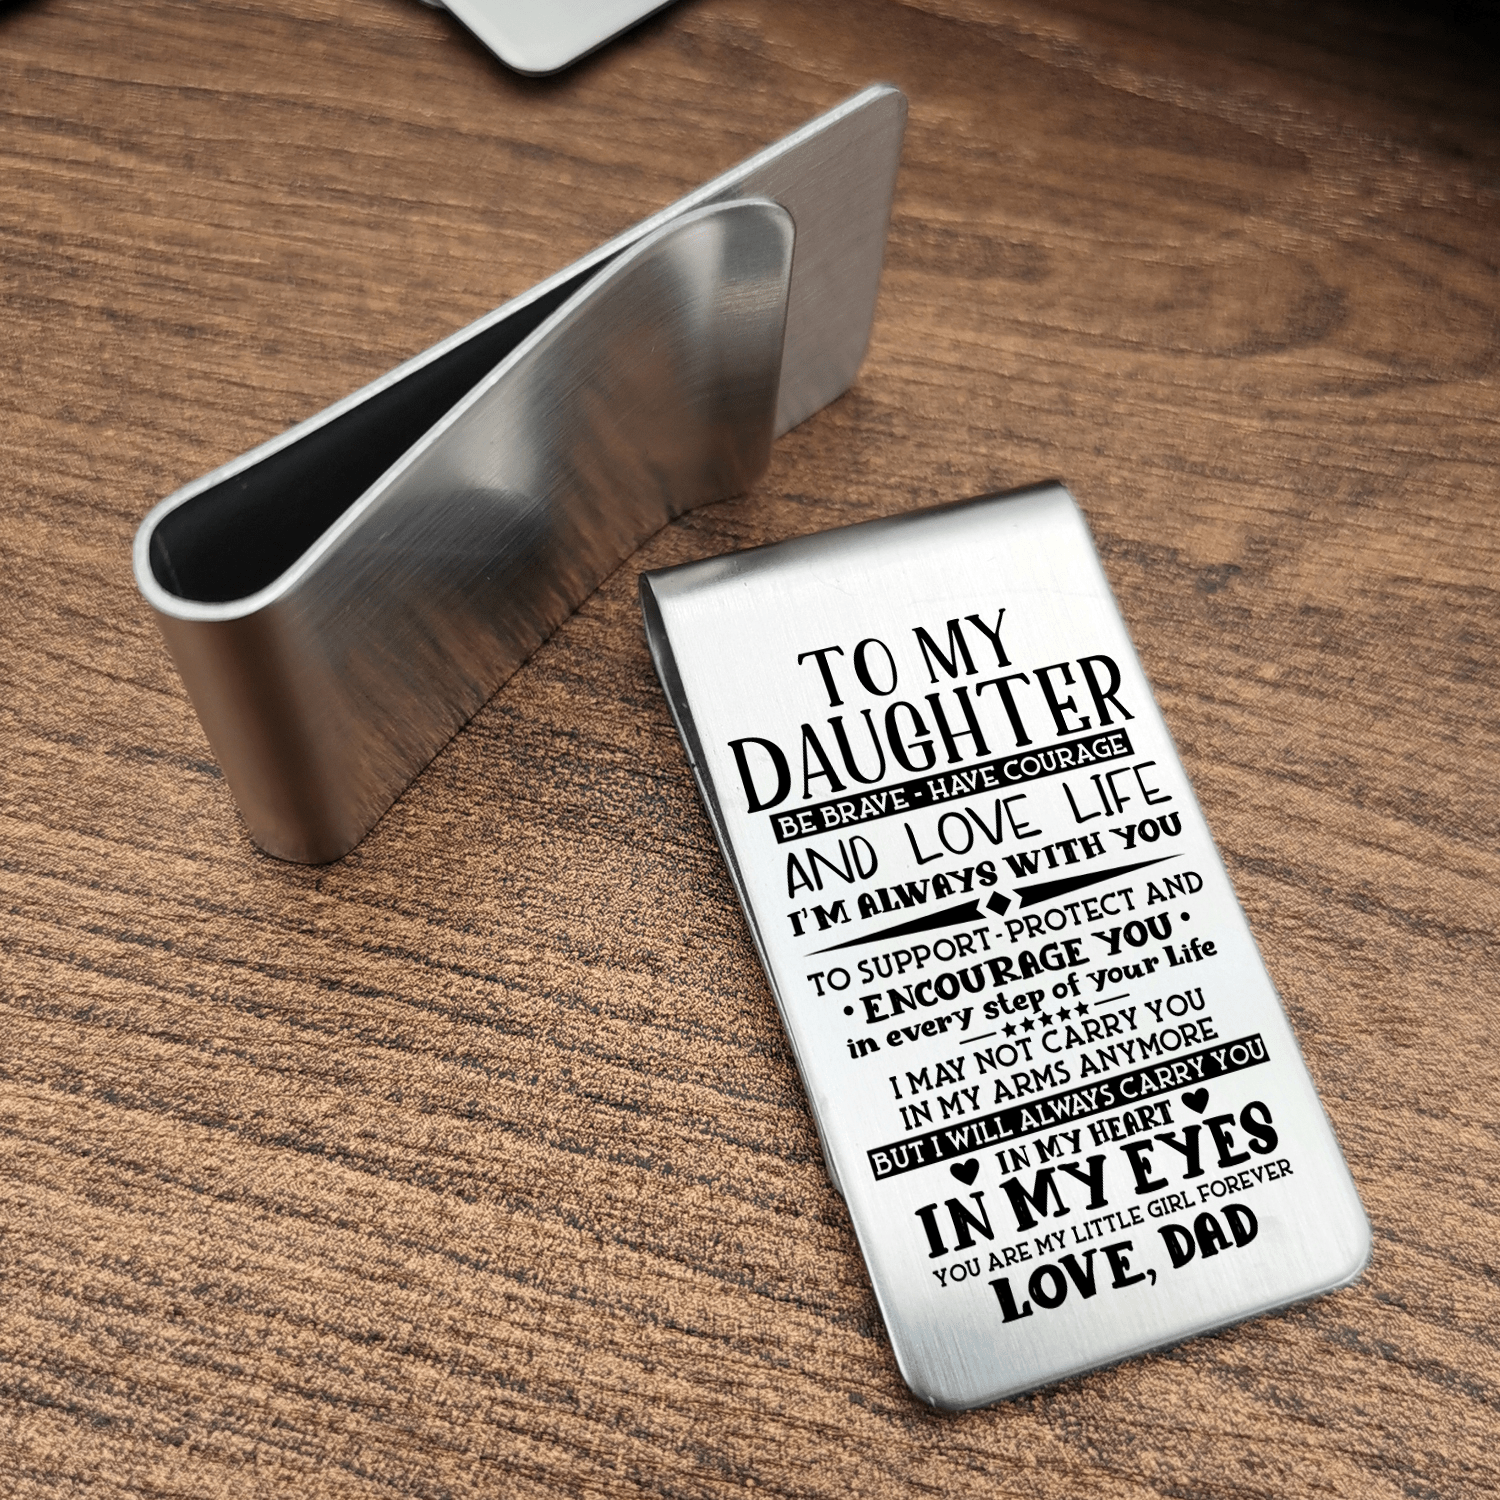 TO MY
DAUGHTER
BE BRAVE - HAVE COURAGE
AND LOVE LIFE
I'M ALWAYS WITH YOU
TO SUPPORT-PROTECT AND
• ENCOURAGE YOU •
in every step of your life
I MAY NOT CARRY YOU
IN MY ARMS ANYMORE
BUT I WILL ALWAYS CARRY YOU
IN MY HEART
IN MY EYES
YOU ARE MY LITTLE GIRL FOREVER
LOVE, DAD